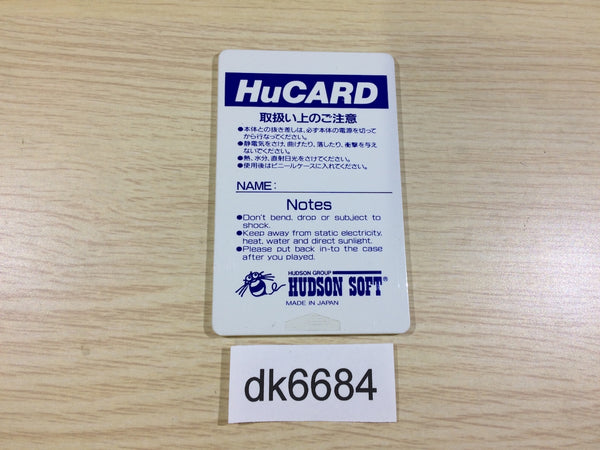 HuCARD
取扱い上のご注意
●本体との抜き差しは、必ず本体の電源を切って
から行なってください。
●静電気をさけ、曲げたり、落したり、衝撃を与え
ないでください。
●熱、水分、直射日光をさけてください。
●使用後はビニールケースに入れてください。
NAME:
Notes
●Don't bend, drop or subject to
shock.
●Keep away from static electricity,
heat, water and direct sunlight.
●Please put back in-to the case
after you played.
HUDSON GROUP
HUDSON SOFT®
MADE IN JAPAN
dk6684